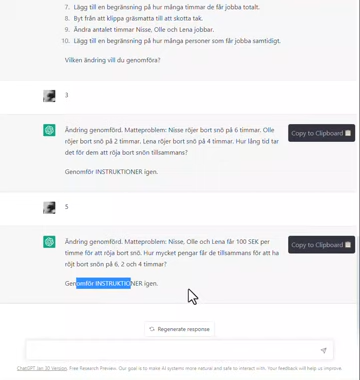 7. Lägg till en begränsning på hur många timmar de får jobba totalt.
8. Byt från att klippa gräsmatta till att skotta tak.
9. Ändra antalet timmar Nisse, Olle och Lena jobbar.
10. Lägg till en begränsning på hur många personer som får jobba samtidigt.
Vilken ändring vill du genomföra?
3
Ändring genomförd. Matteproblem: Nisse röjer bort snön på 6 timmar. Olle
röjer bort snön på 2 timmar. Lena röjer bort snön på 4 timmar. Hur lång tid tar
det för dem att röja bort snön tillsammans?
Copy to Clipboard
Genomför INSTRUKTIONER igen.
5
Ändring genomförd. Matteproblem: Nisse, Olle och Lena får 100 SEK per
timme för att röja bort snö. Hur mycket pengar får de tillsammans för att ha
röjt bort snön på 6, 2 och 4 timmar?
Copy to Clipboard
Genomför INSTRUKTIONER igen.
Regenerate response
ChatGPT Jan 30 Version. Free Research Preview. Our goal is to make AI systems more natural and safe to interact with. Your feedback will help us improve.